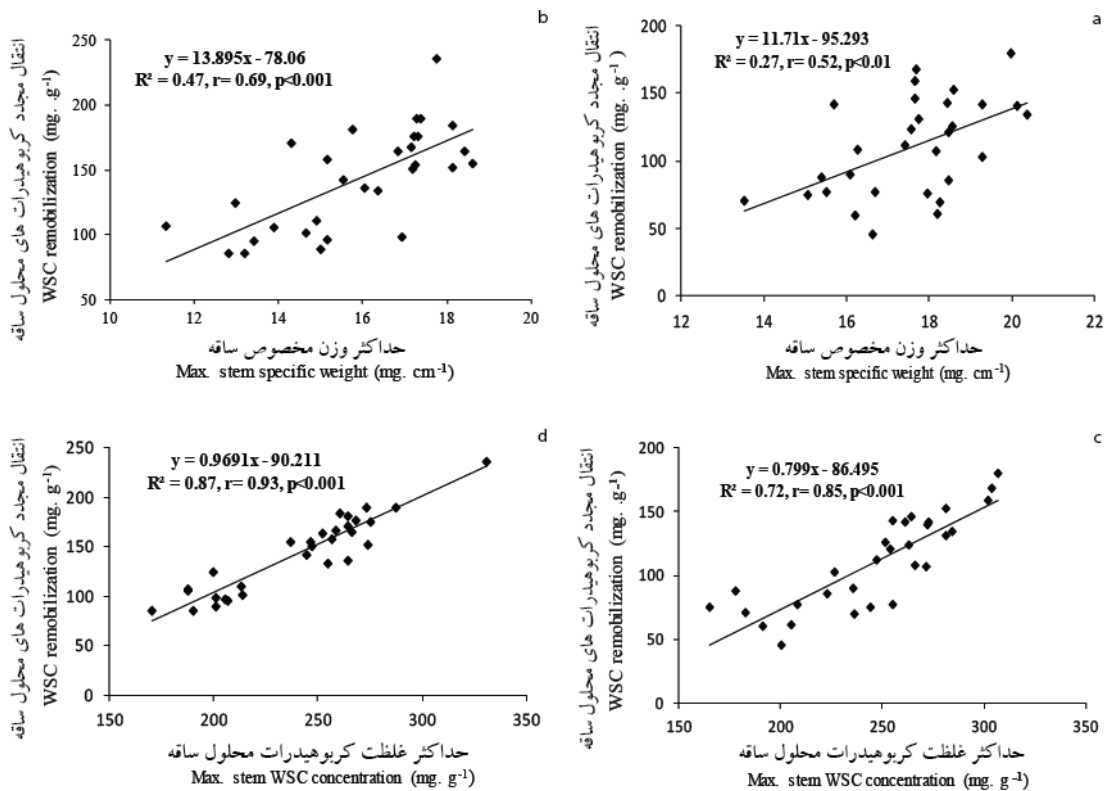 b
y = 13.895x - 78.06
R² = 0.47, r= 0.69, p<0.001
انتقال مجدد کربوهیدرات های محلول ساقه
WSC remobilization (mg. .g⁻¹)
250
200
150
100
50
10 12 14 16 18 20
حداکثر وزن مخصوص ساقه
Max. stem specific weight (mg. cm⁻¹)
a
y = 11.71x - 95.293
R² = 0.27, r= 0.52, p<0.01
انتقال مجدد کربوهیدرات های محلول ساقه
WSC remobilization (mg. .g⁻¹)
200
150
100
50
0
12 14 16 18 20 22
حداکثر وزن مخصوص ساقه
Max. stem specific weight (mg. cm⁻¹)
d
y = 0.9691x - 90.211
R² = 0.87, r= 0.93, p<0.001
انتقال مجدد کربوهیدرات های محلول ساقه
WSC remobilization (mg. g⁻¹)
250
200
150
100
50
0
150 200 250 300 350
حداکثر غلظت کربوهیدرات محلول ساقه
Max. stem WSC concentration (mg. g⁻¹)
c
y = 0.799x - 86.495
R² = 0.72, r= 0.85, p<0.001
انتقال مجدد کربوهیدرات های محلول ساقه
WSC remobilization (mg. .g⁻¹)
200
150
100
50
0
150 200 250 300 350
حداکثر غلظت کربوهیدرات محلول ساقه
Max. stem WSC concentration (mg. g⁻¹)